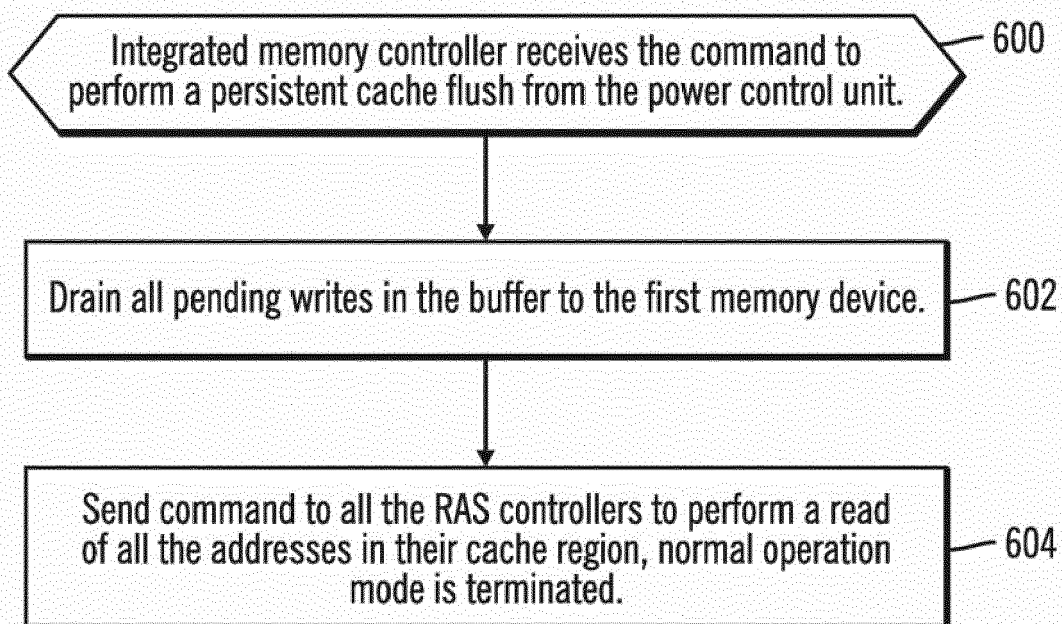 Integrated memory controller receives the command to
perform a persistent cache flush from the power control unit.
600
Drain all pending writes in the buffer to the first memory device.
602
Send command to all the RAS controllers to perform a read
of all the addresses in their cache region, normal operation
mode is terminated.
604